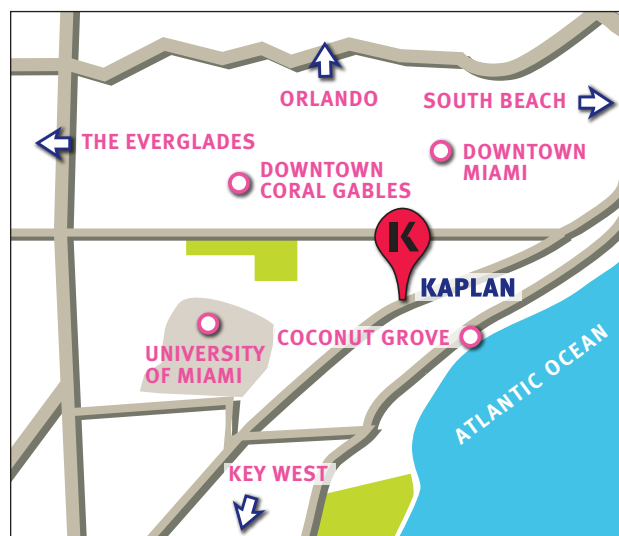 ORLANDO
SOUTH BEACH
THE EVERGLADES
DOWNTOWN
CORAL GABLES
DOWNTOWN
MIAMI
K
KAPLAN
COCONUT GROVE
UNIVERSITY
OF MIAMI
ATLANTIC OCEAN
KEY WEST